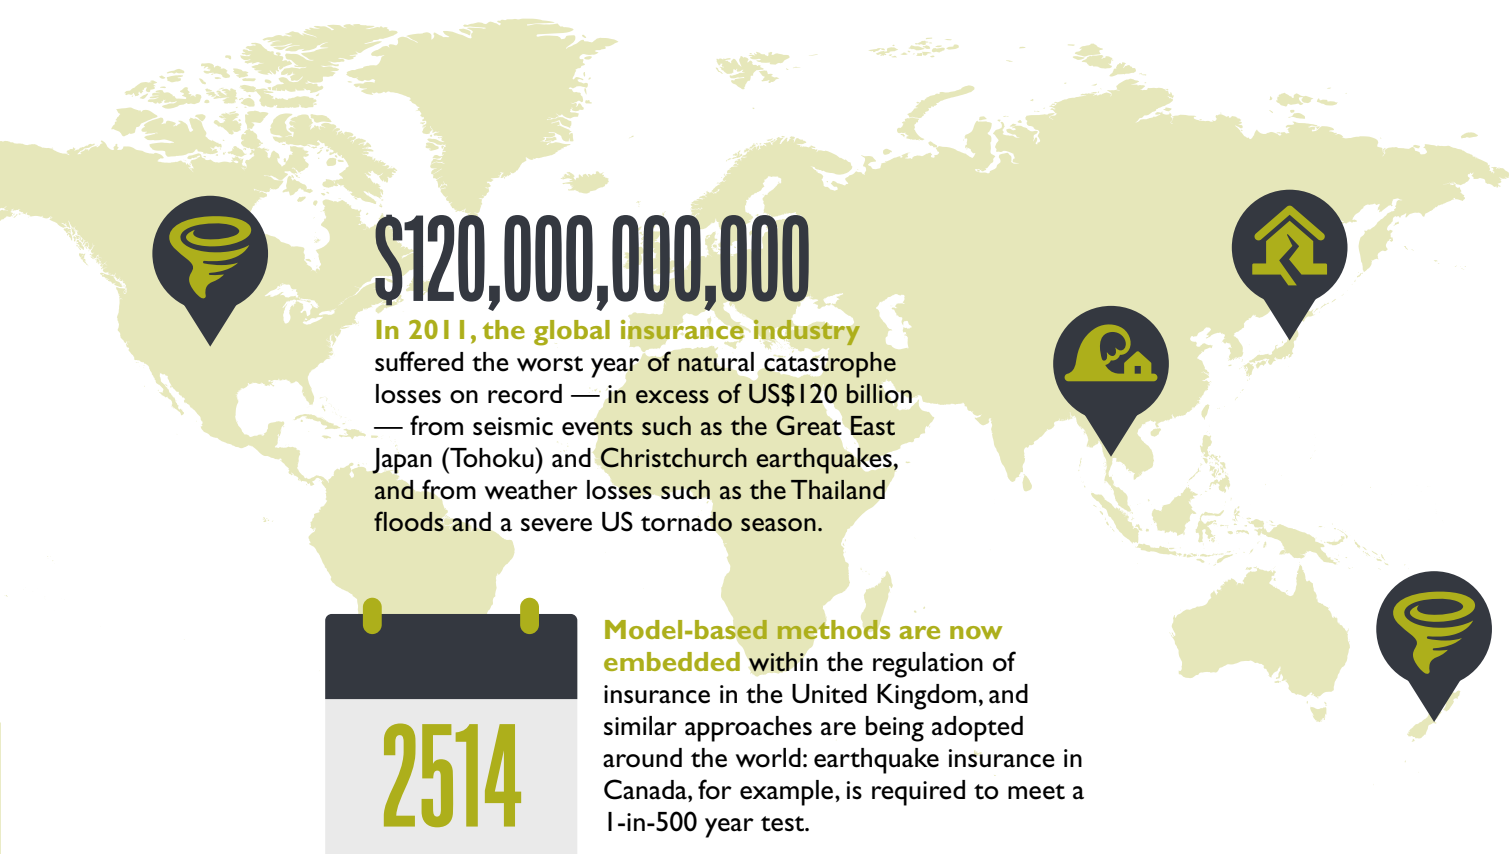 $120,000,000,000
In 2011, the global insurance industry
suffered the worst year of natural catastrophe
losses on record — in excess of US$120 billion
— from seismic events such as the Great East
Japan (Tohoku) and Christchurch earthquakes,
and from weather losses such as the Thailand
floods and a severe US tornado season.
2514
Model-based methods are now
embedded within the regulation of
insurance in the United Kingdom, and
similar approaches are being adopted
around the world: earthquake insurance in
Canada, for example, is required to meet a
1-in-500 year test.